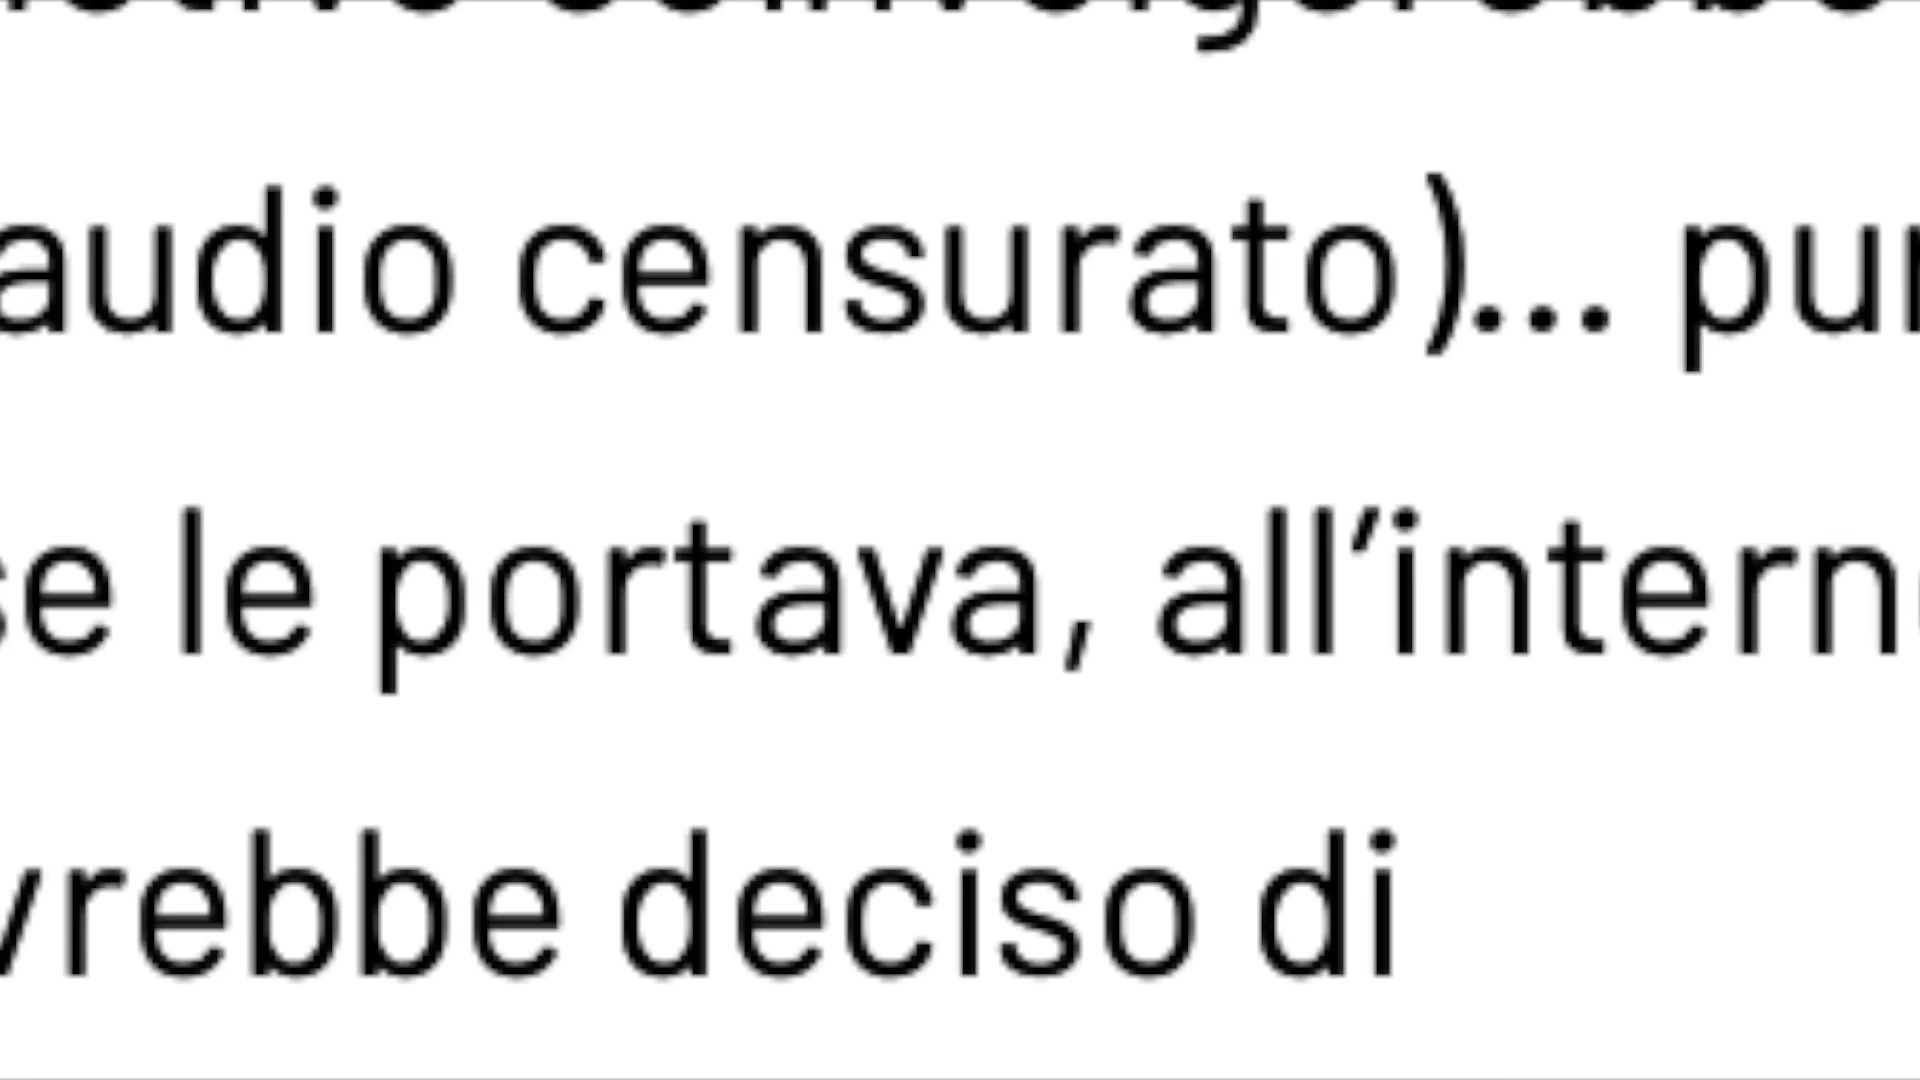 audio censurato)... pur
se le portava, all’intern
vrebbe deciso di